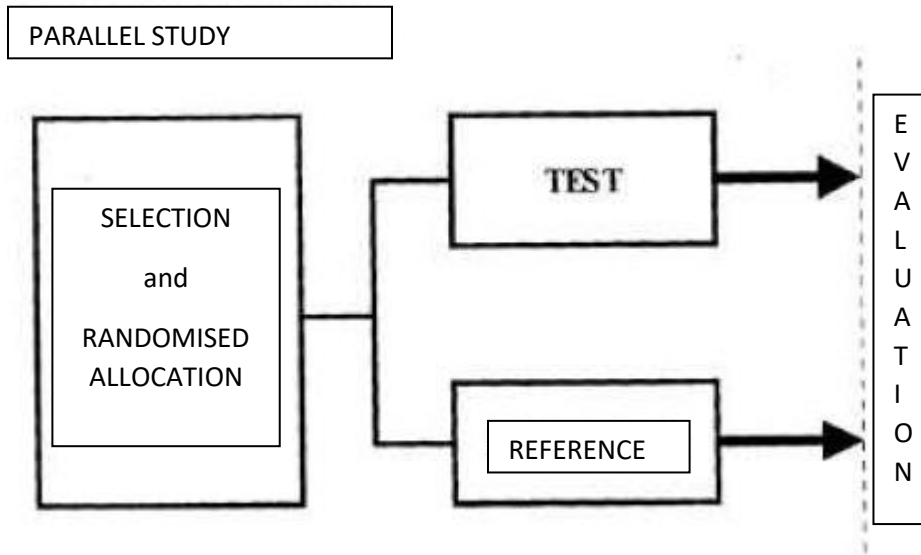 PARALLEL STUDY
SELECTION
and
RANDOMISED
ALLOCATION
TEST
REFERENCE
E
V
A
L
U
A
T
I
O
N